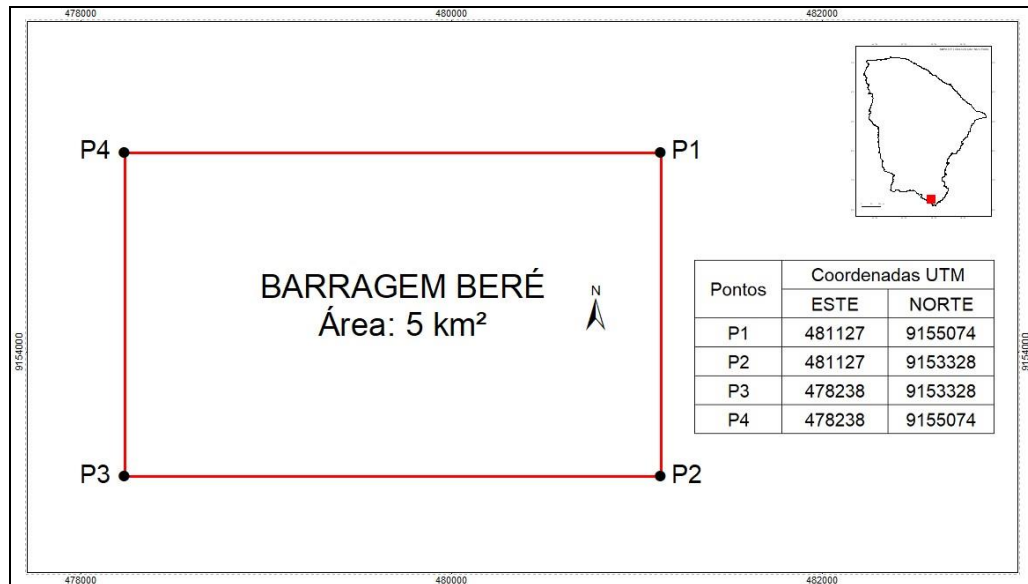 478000 480000 482000
P4 P1
BARRAGEM BERÉ
Área: 5 km²
N
9154000 9154000
Pontos Coordenadas UTM
ESTE NORTE
P1 481127 9155074
P2 481127 9153328
P3 478238 9153328
P4 478238 9155074
P3 P2
478000 480000 482000